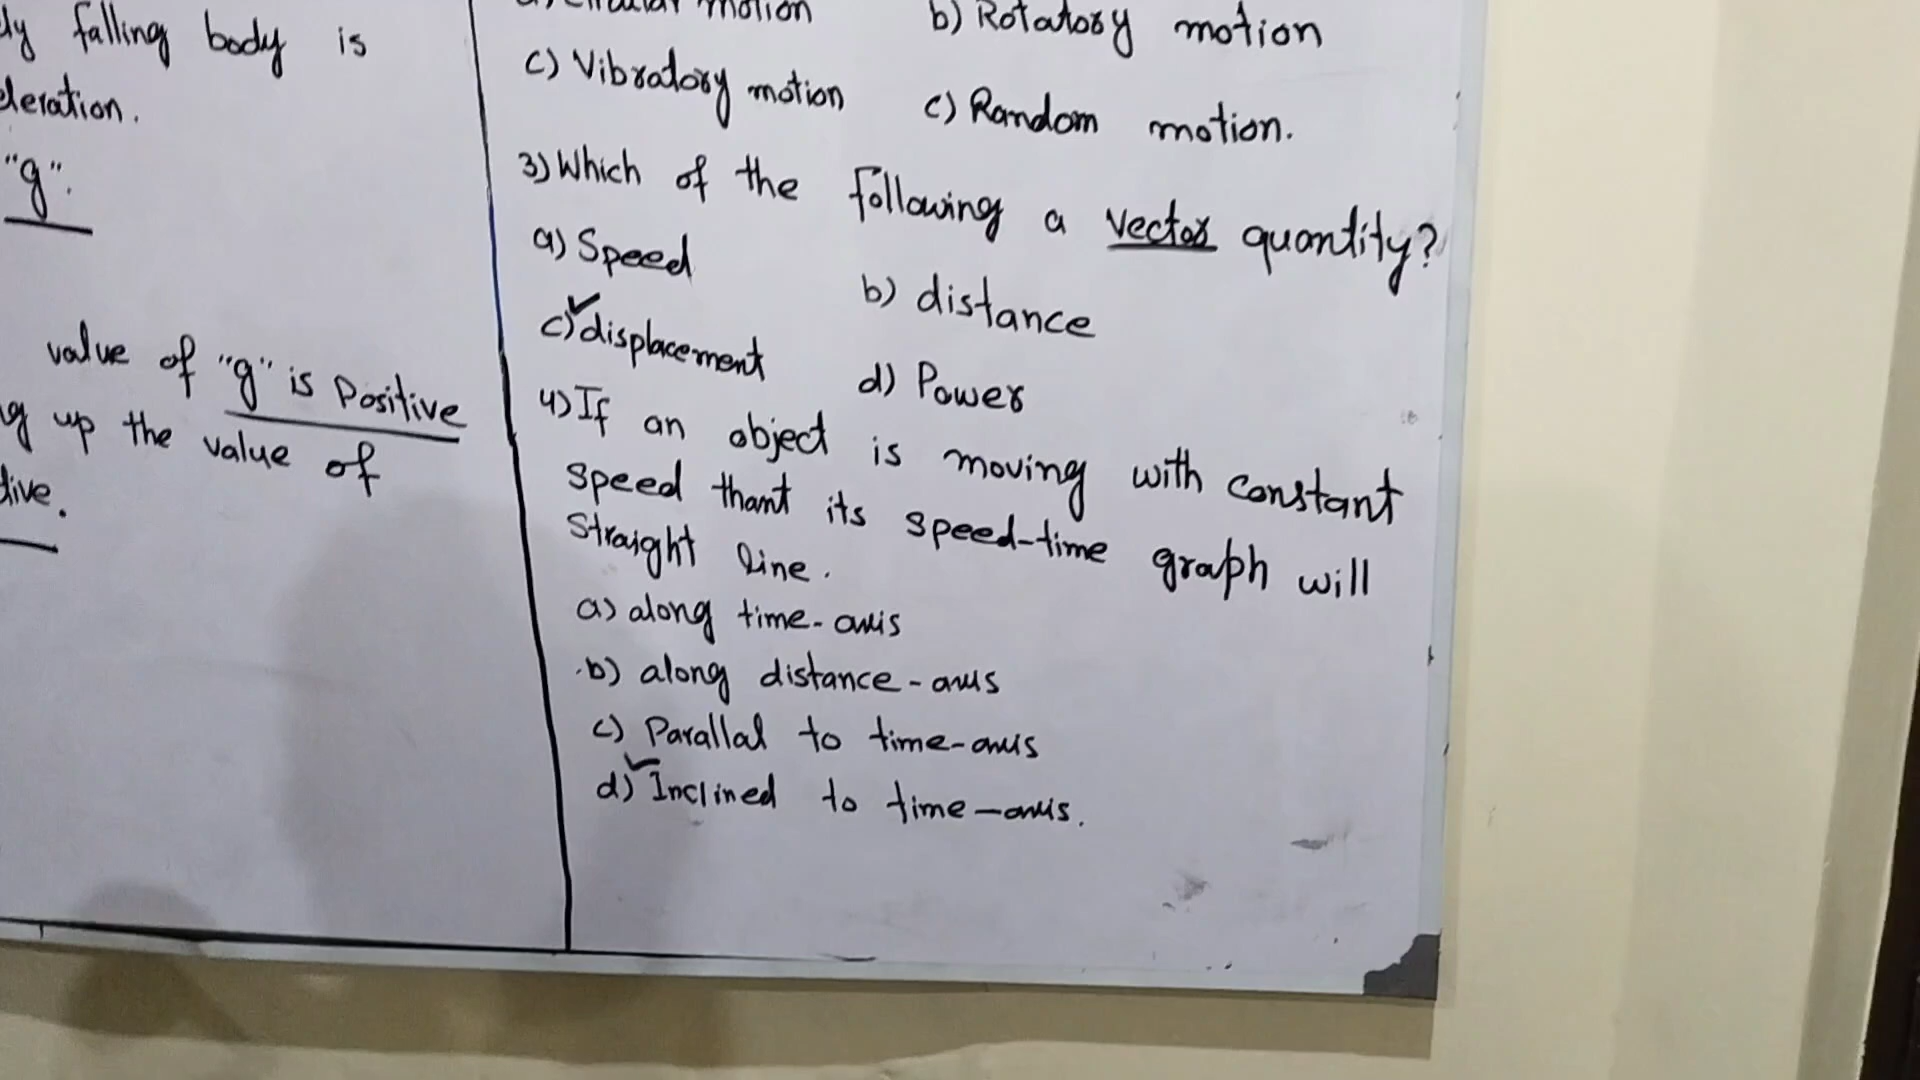 falling body is
"g".
value of "g" is Positive
up the value of
motion b) Rotatory motion
c) Vibratory motion c) Random motion.
3) Which of the following a vector quantity?
a) Speed b) distance
c) displacement d) Power
4) If an object is moving with constant
speed thant its speed-time graph will
straight line.
a) along time-axis
b) along distance-axis
c) Parallal to time-axis
d) Inclined to time-axis.